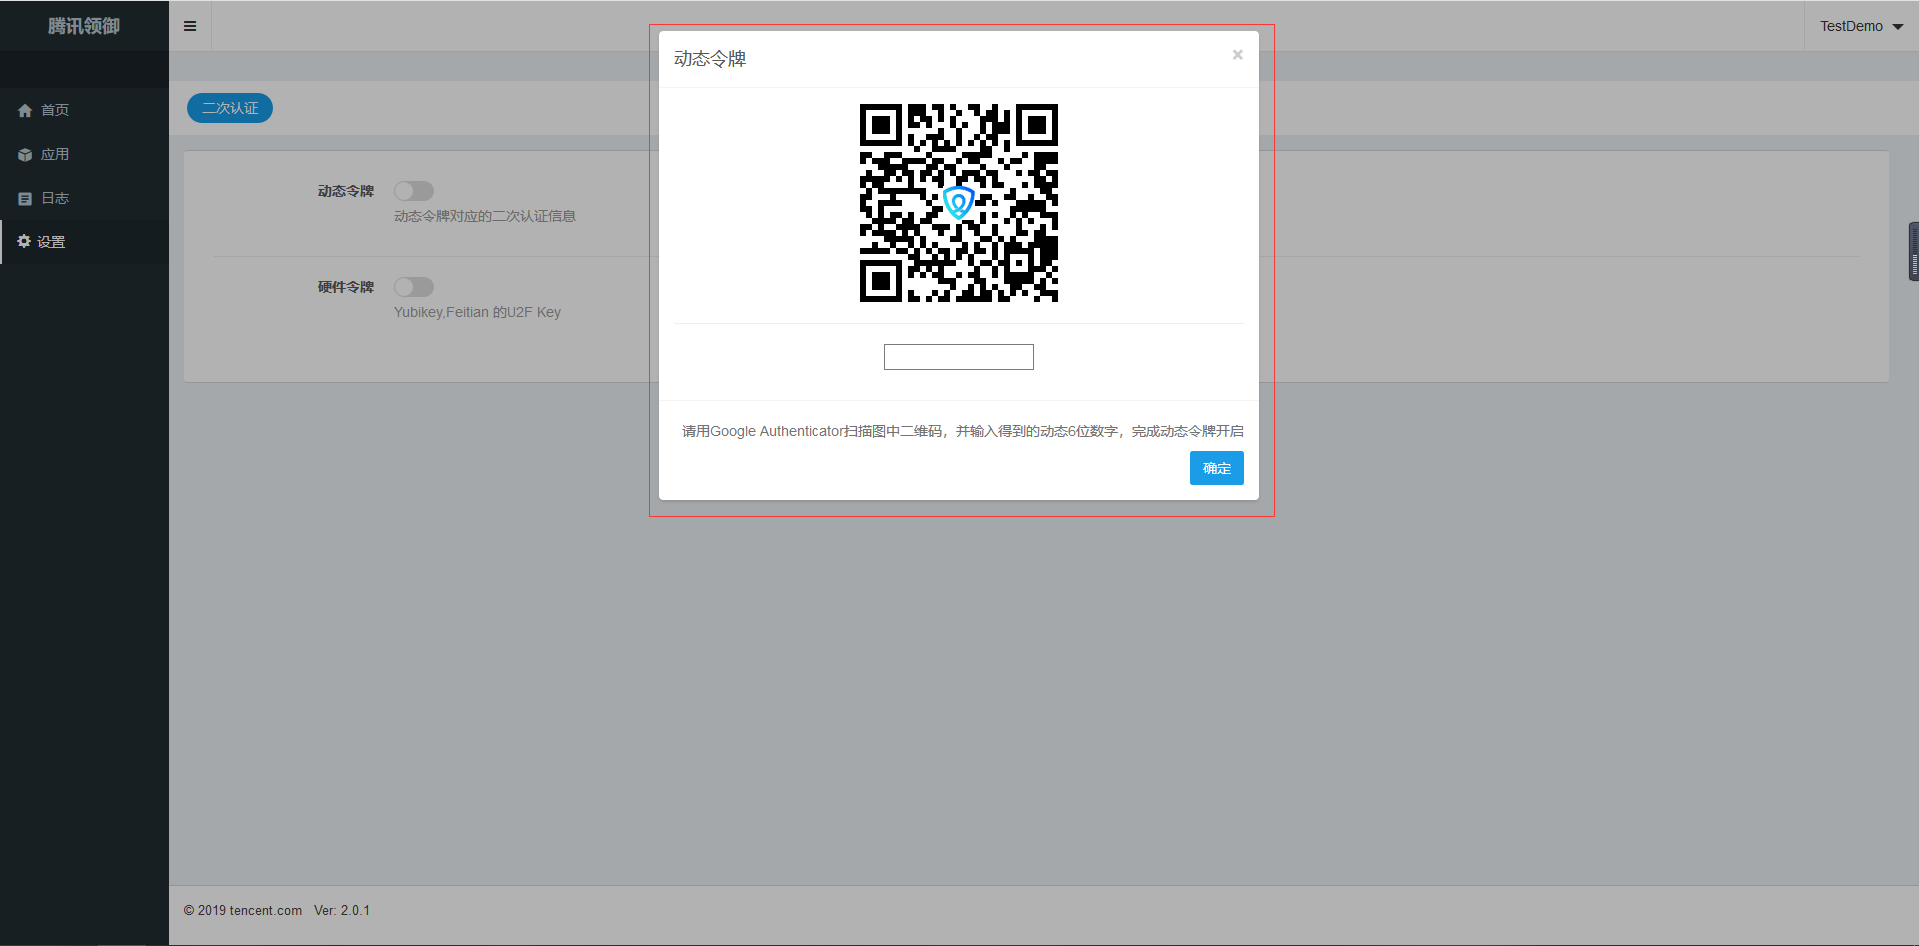 腾讯领御
TestDemo
首页
应用
日志
设置
二次认证
动态令牌
动态令牌对应的二次认证信息
硬件令牌
Yubikey,Feitian 的U2F Key
动态令牌
×
请用Google Authenticator扫描图中二维码，并输入得到的动态6位数字，完成动态令牌开启
确定
© 2019 tencent.com Ver: 2.0.1